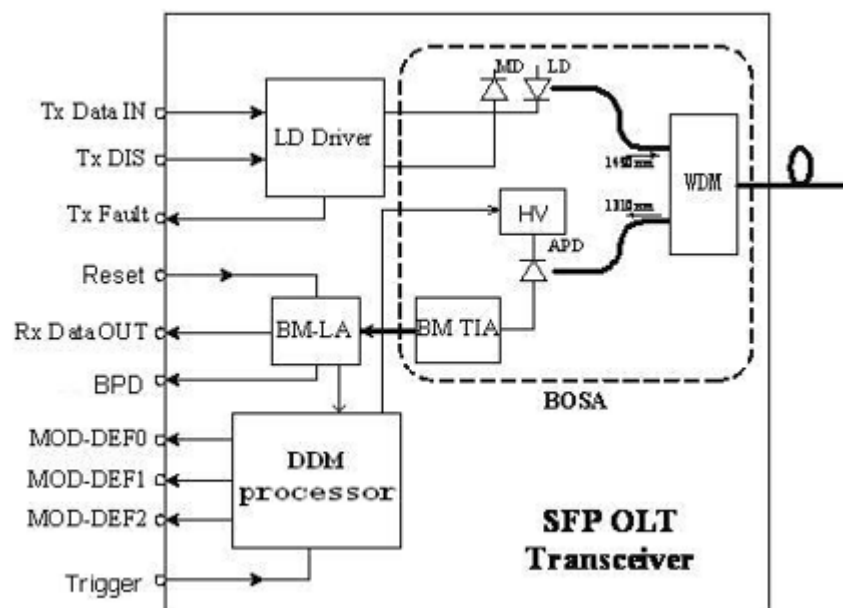 Tx Data IN
Tx DIS
Tx Fault
Reset
Rx Data OUT
BPD
MOD-DEF0
MOD-DEF1
MOD-DEF2
Trigger
LD Driver
MD
LD
1490nm
1310nm
WDM
HV
APD
BM-LA
BM TIA
BOSA
DDM
processor
SFP OLT
Transceiver